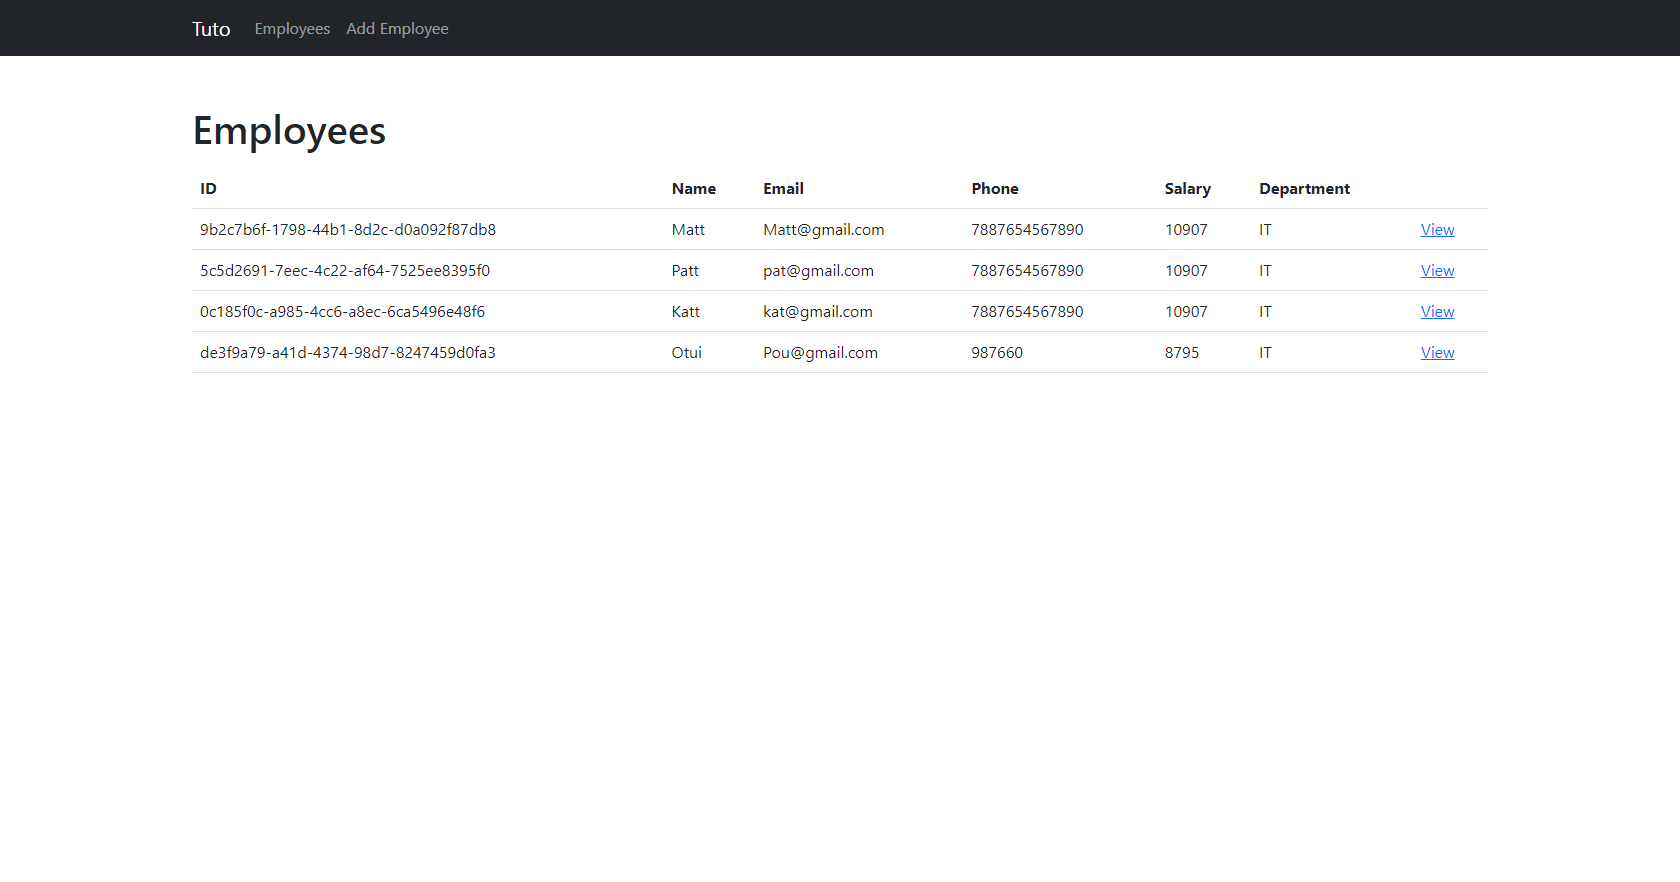 Tuto Employees Add Employee
Employees
ID Name Email Phone Salary Department
9b2c7b6f-1798-44b1-8d2c-d0a092f87db8 Matt Matt@gmail.com 7887654567890 10907 IT View
5c5d2691-7eec-4c22-af64-7525ee8395f0 Patt pat@gmail.com 7887654567890 10907 IT View
0c185f0c-a985-4cc6-a8ec-6ca5496e48f6 Katt kat@gmail.com 7887654567890 10907 IT View
de3f9a79-a41d-4374-98d7-8247459d0fa3 Otui Pou@gmail.com 987660 8795 IT View